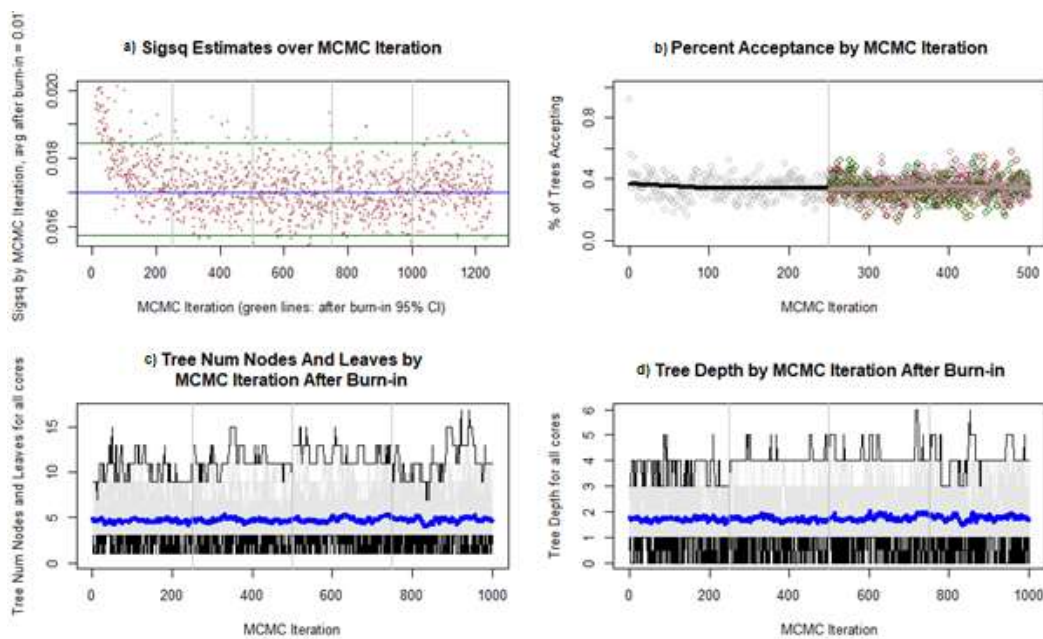 a) Sigsq Estimates over MCMC Iteration
Sigsq by MCMC Iteration, avg after burn-in = 0.01
0.020
0.018
0.016
0 200 400 600 800 1000 1200
MCMC Iteration (green lines: after burn-in 95% CI)
b) Percent Acceptance by MCMC Iteration
% of Trees Accepting
0.8
0.4
0.0
0 100 200 300 400 500
MCMC Iteration
c) Tree Num Nodes And Leaves by
MCMC Iteration After Burn-in
Tree Num Nodes and Leaves for all cores
15
10
5
0
0 200 400 600 800 1000
MCMC Iteration
d) Tree Depth by MCMC Iteration After Burn-in
Tree Depth for all cores
6
5
4
3
2
1
0
0 200 400 600 800 1000
MCMC Iteration